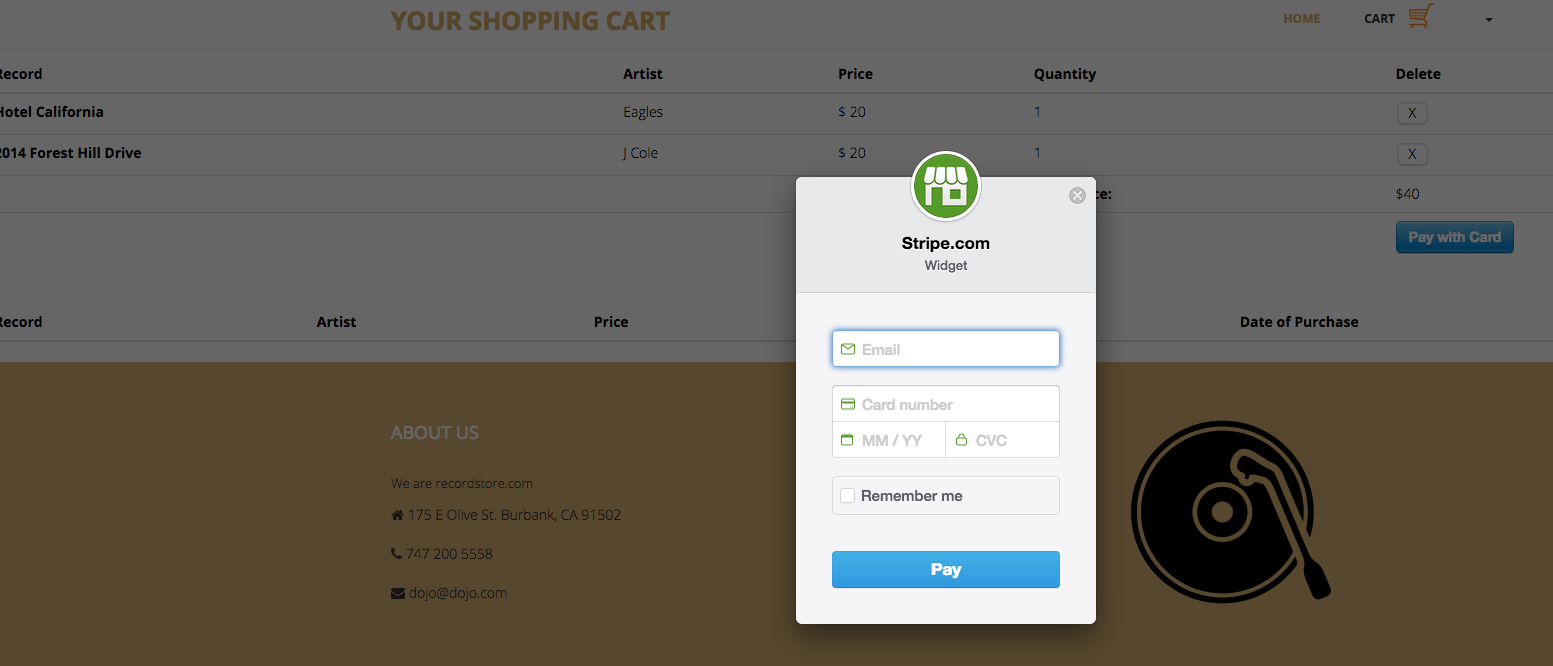 YOUR SHOPPING CART
HOME CART
Record Artist Price Quantity Delete
Hotel California Eagles $ 20 1 X
2014 Forest Hill Drive J Cole $ 20 1 X
ce: $40
Pay with Card
Stripe.com
Widget
Record Artist Price Date of Purchase
Email
Card number
MM / YY CVC
Remember me
Pay
ABOUT US
We are recordstore.com
175 E Olive St. Burbank, CA 91502
747 200 5558
dojo@dojo.com